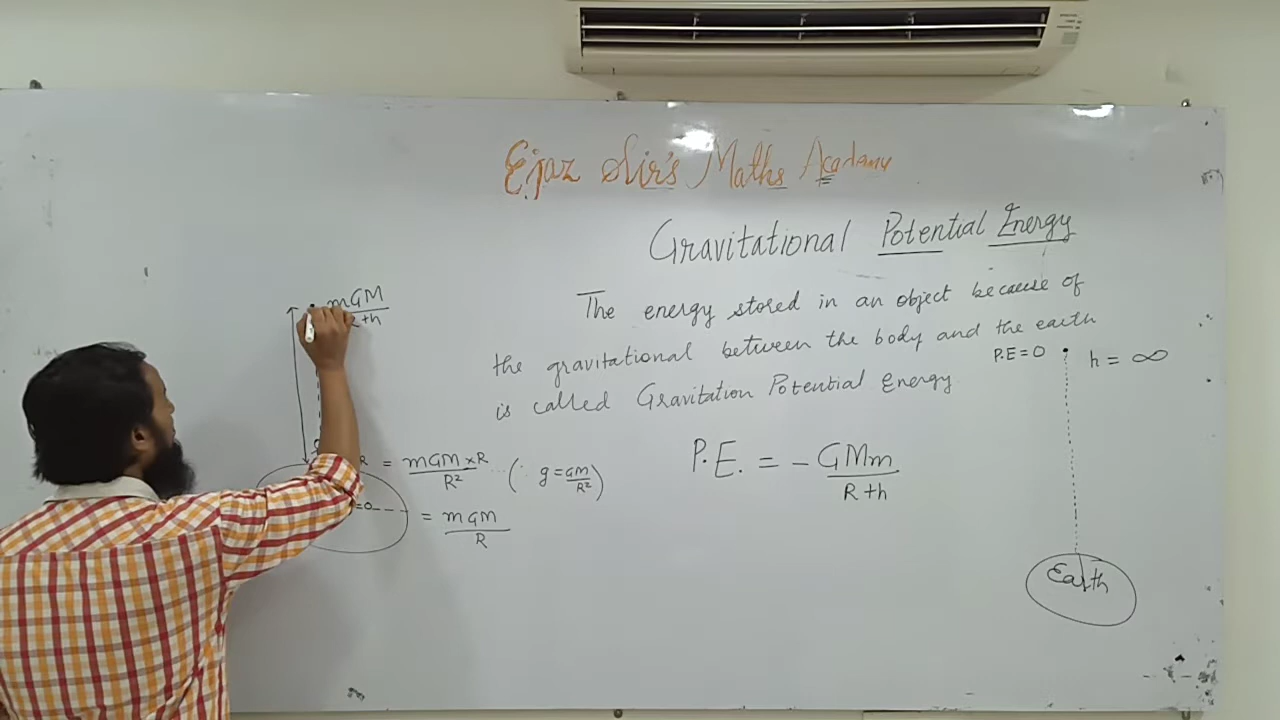 Ejaz Sir's Maths Academy
Gravitational Potential Energy
The energy stored in an object because of
the gravitational between the body and the earth
is called Gravitation Potential Energy
P.E. = - GMm
R+h
P.E=0 h = ∞
Earth
mGM
R+h
R = mGM×R / R² ...(∵ g = GM / R²)
=0
= mGM
R